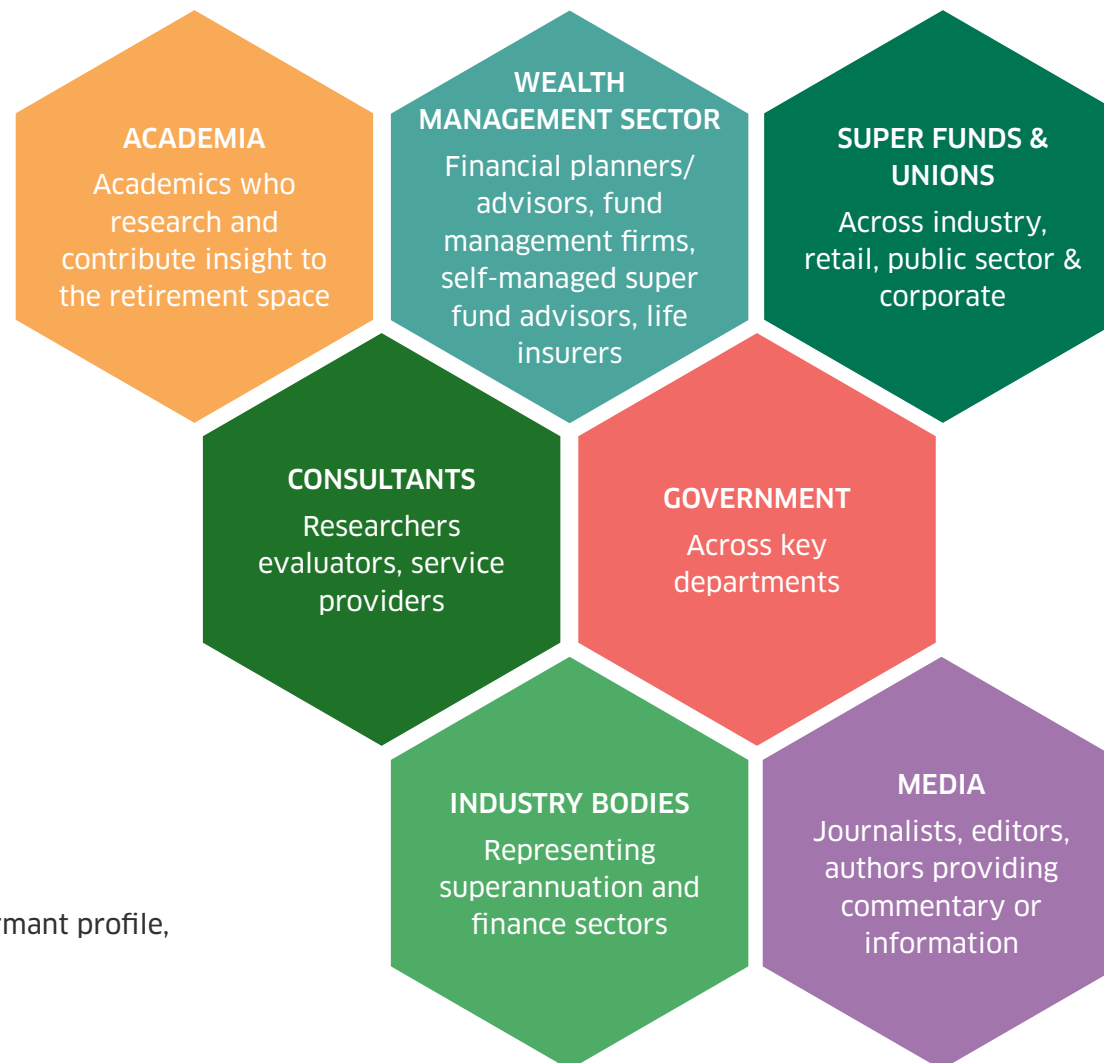 ACADEMIA
Academics who
research and
contribute insight to
the retirement space
WEALTH
MANAGEMENT SECTOR
Financial planners/
advisors, fund
management firms,
self-managed super
fund advisors, life
insurers
SUPER FUNDS &
UNIONS
Across industry,
retail, public sector &
corporate
CONSULTANTS
Researchers
evaluators, service
providers
GOVERNMENT
Across key
departments
INDUSTRY BODIES
Representing
superannuation and
finance sectors
MEDIA
Journalists, editors,
authors providing
commentary or
information
profile,